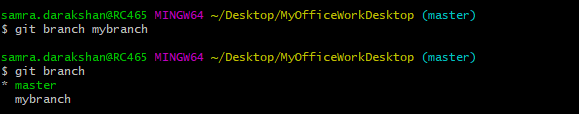 samra.darakshan@RC465 MINGW64 ~/Desktop/MyOfficeWorkDesktop (master)
$ git branch mybranch
samra.darakshan@RC465 MINGW64 ~/Desktop/MyOfficeWorkDesktop (master)
$ git branch
* master
mybranch